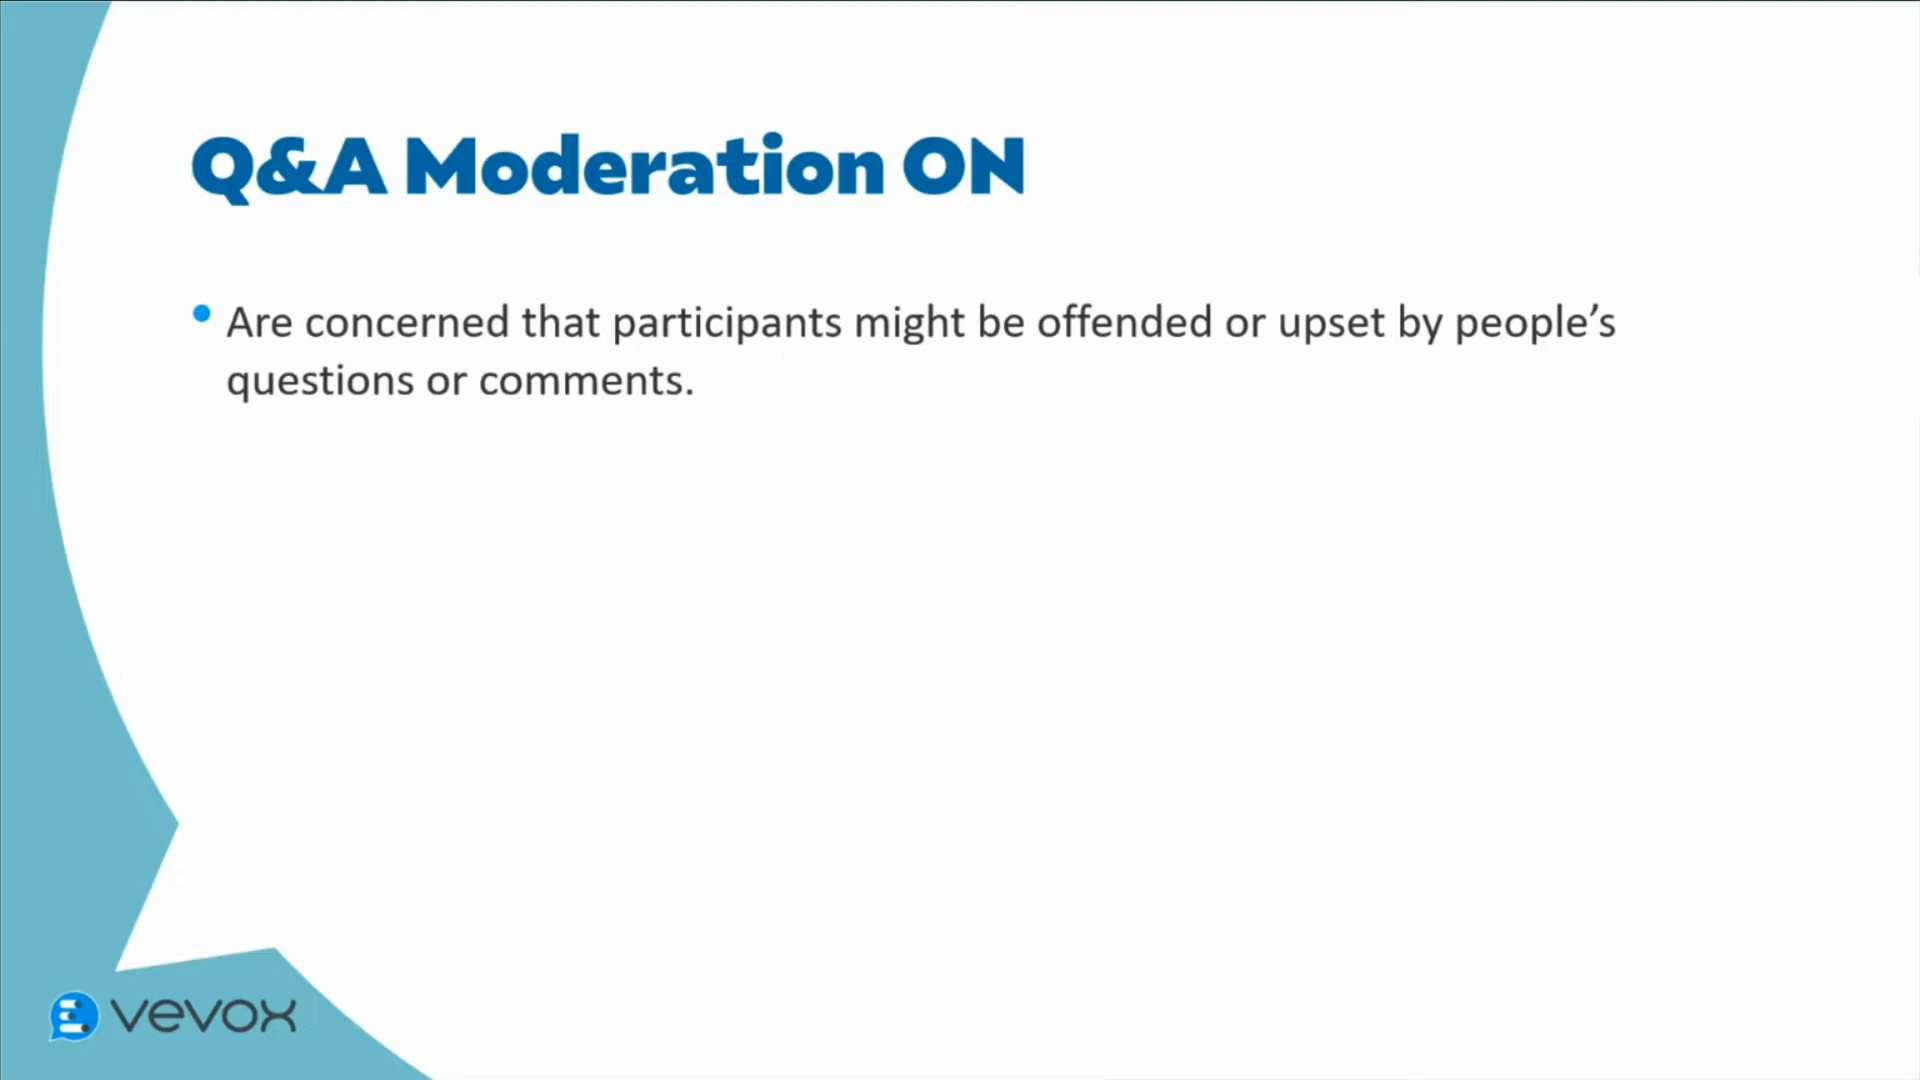 Q&A Moderation ON
• Are concerned that participants might be offended or upset by people’s
questions or comments.
vevox